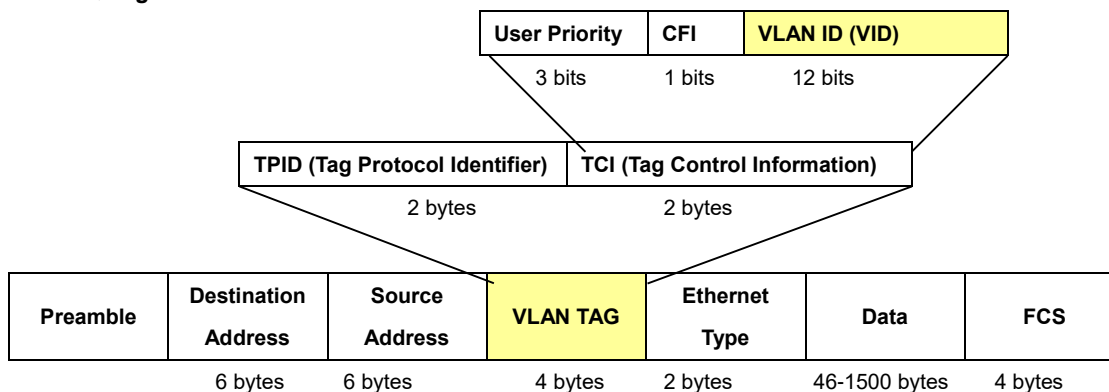 User Priority CFI VLAN ID (VID)
3 bits 1 bits 12 bits
TPID (Tag Protocol Identifier) TCI (Tag Control Information)
2 bytes 2 bytes
Preamble Destination Address Source Address VLAN TAG Ethernet Type Data FCS
6 bytes 6 bytes 4 bytes 2 bytes 46-1500 bytes 4 bytes